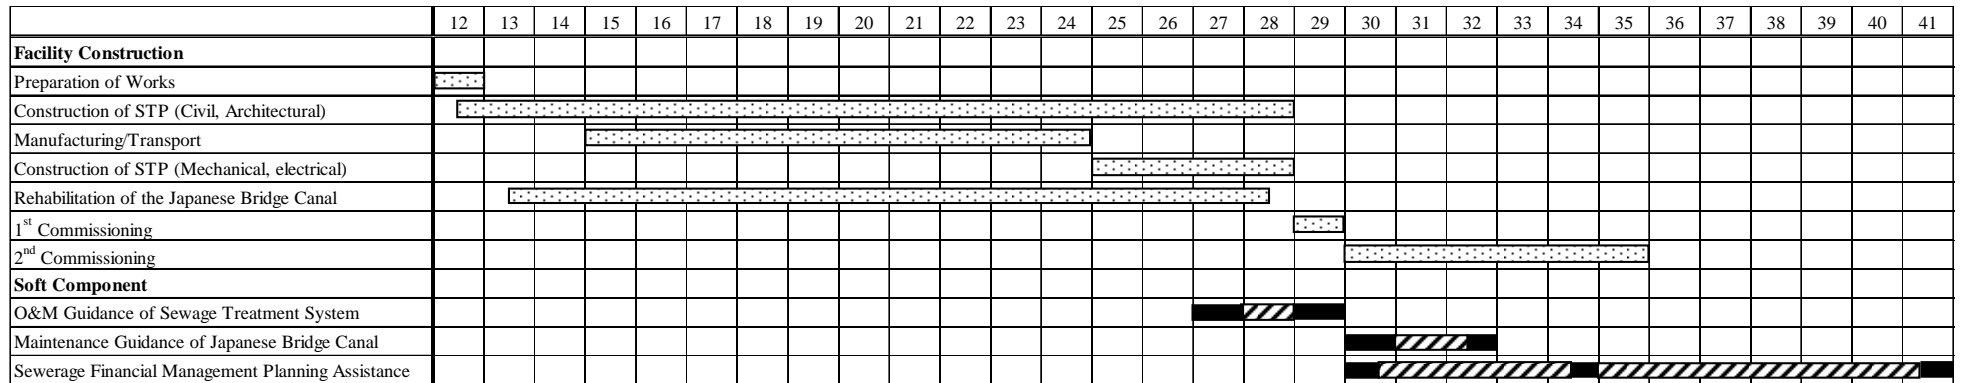 12 13 14 15 16 17 18 19 20 21 22 23 24 25 26 27 28 29 30 31 32 33 34 35 36 37 38 39 40 41
Facility Construction
Preparation of Works
Construction of STP (Civil, Architectural)
Manufacturing/Transport
Construction of STP (Mechanical, electrical)
Rehabilitation of the Japanese Bridge Canal
1st Commissioning
2nd Commissioning
Soft Component
O&M Guidance of Sewage Treatment System
Maintenance Guidance of Japanese Bridge Canal
Sewerage Financial Management Planning Assistance